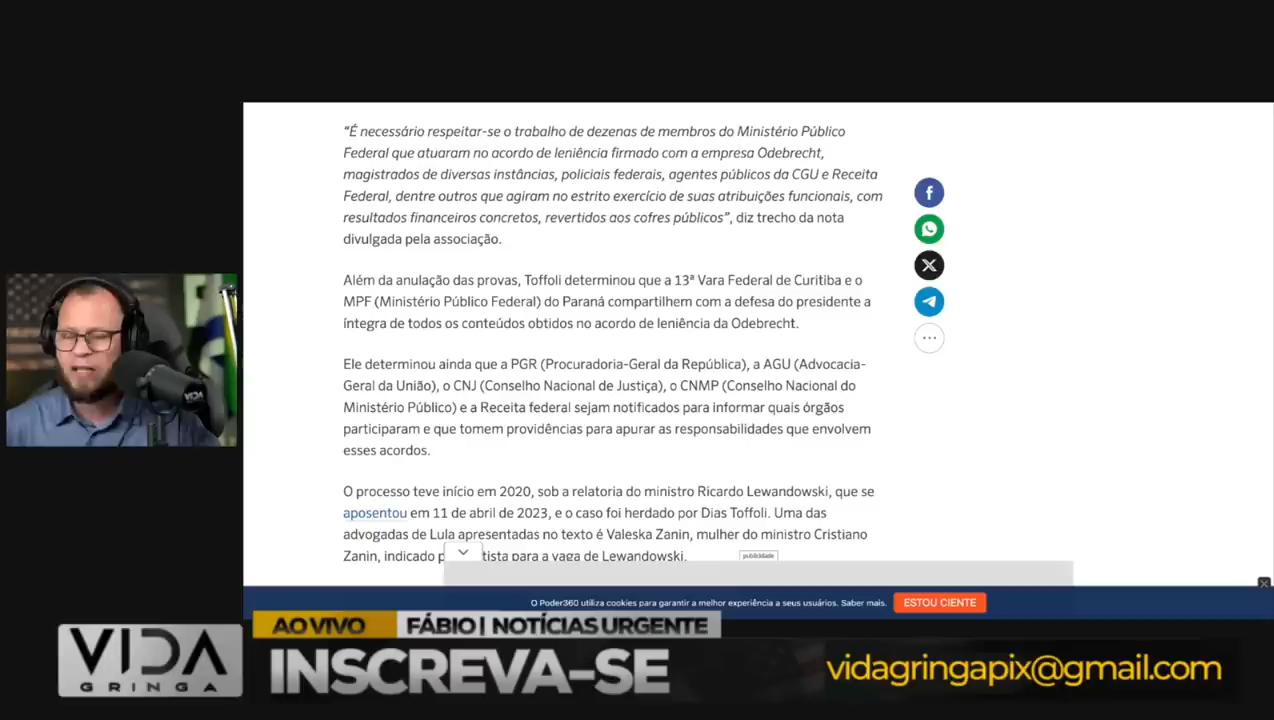 “É necessário respeitar-se o trabalho de dezenas de membros do Ministério Público
Federal que atuaram no acordo de leniência firmado com a empresa Odebrecht,
magistrados de diversas instâncias, policiais federais, agentes públicos da CGU e Receita
Federal, dentre outros que agiram no estrito exercício de suas atribuições funcionais, com
resultados financeiros concretos, revertidos aos cofres públicos”, diz trecho da nota
divulgada pela associação.
Além da anulação das provas, Toffoli determinou que a 13ª Vara Federal de Curitiba e o
MPF (Ministério Público Federal) do Paraná compartilhem com a defesa do presidente a
íntegra de todos os conteúdos obtidos no acordo de leniência da Odebrecht.
Ele determinou ainda que a PGR (Procuradoria-Geral da República), a AGU (Advocacia-
Geral da União), o CNJ (Conselho Nacional de Justiça), o CNMP (Conselho Nacional do
Ministério Público) e a Receita federal sejam notificados para informar quais órgãos
participaram e que tomem providências para apurar as responsabilidades que envolvem
esses acordos.
O processo teve início em 2020, sob a relatoria do ministro Ricardo Lewandowski, que se
aposentou em 11 de abril de 2023, e o caso foi herdado por Dias Toffoli. Uma das
advogadas de Lula apresentadas no texto é Valeska Zanin, mulher do ministro Cristiano
Zanin, indicado p tista para a vaga de Lewandowski.
publicidade
O Poder360 utiliza cookies para garantir a melhor experiência a seus usuários. Saber mais.
ESTOU CIENTE
AO VIVO
FÁBIO | NOTÍCIAS URGENTE
VIDA
GRINGA
INSCREVA-SE
vidagringapix@gmail.com
VIDA